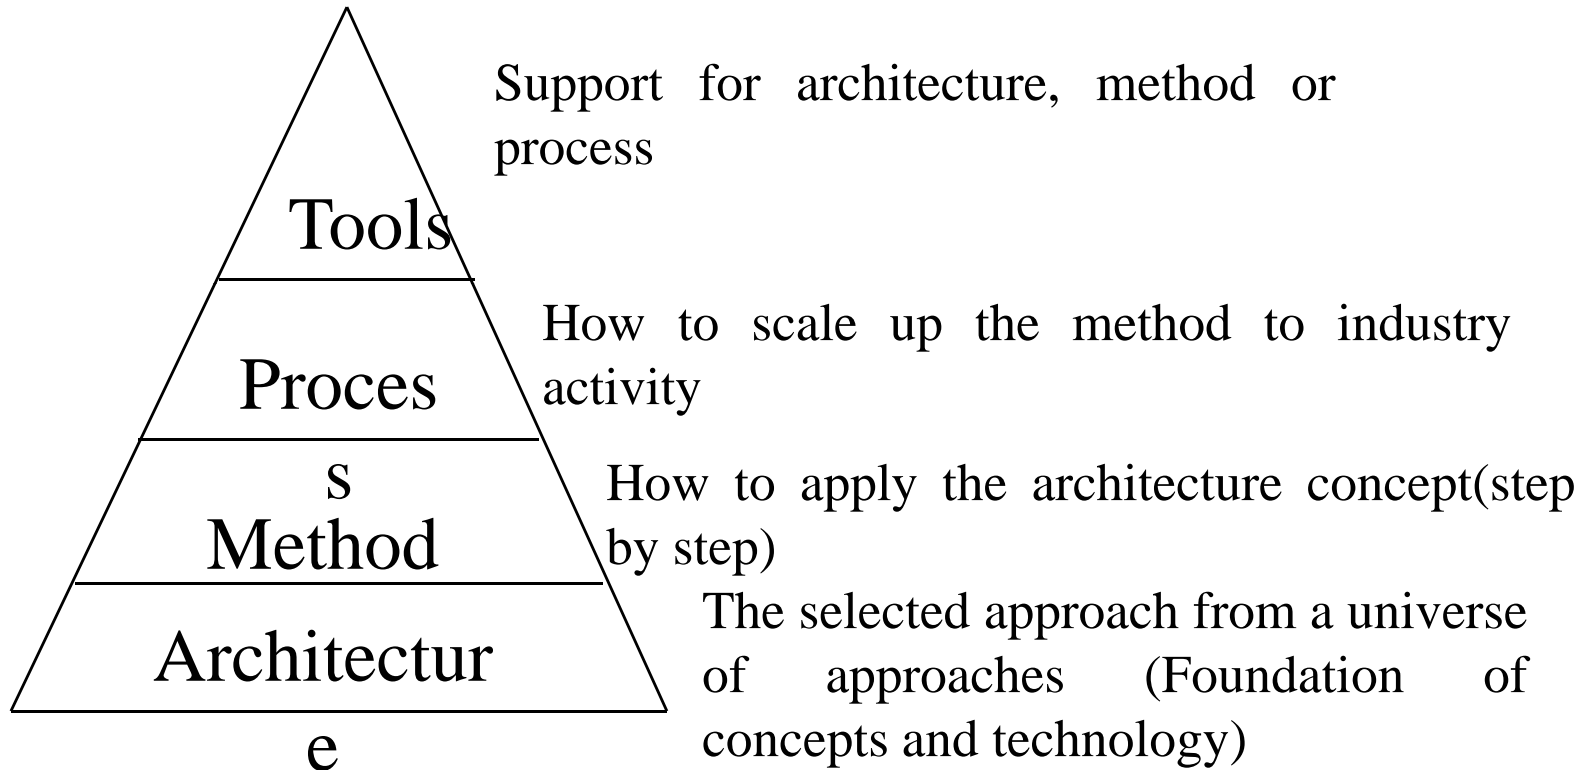 Support for architecture, method or
process
Tools
How to scale up the method to industry
activity
Proces
s
How to apply the architecture concept(step
by step)
Method
The selected approach from a universe
of approaches (Foundation of
concepts and technology)
Architectur
e